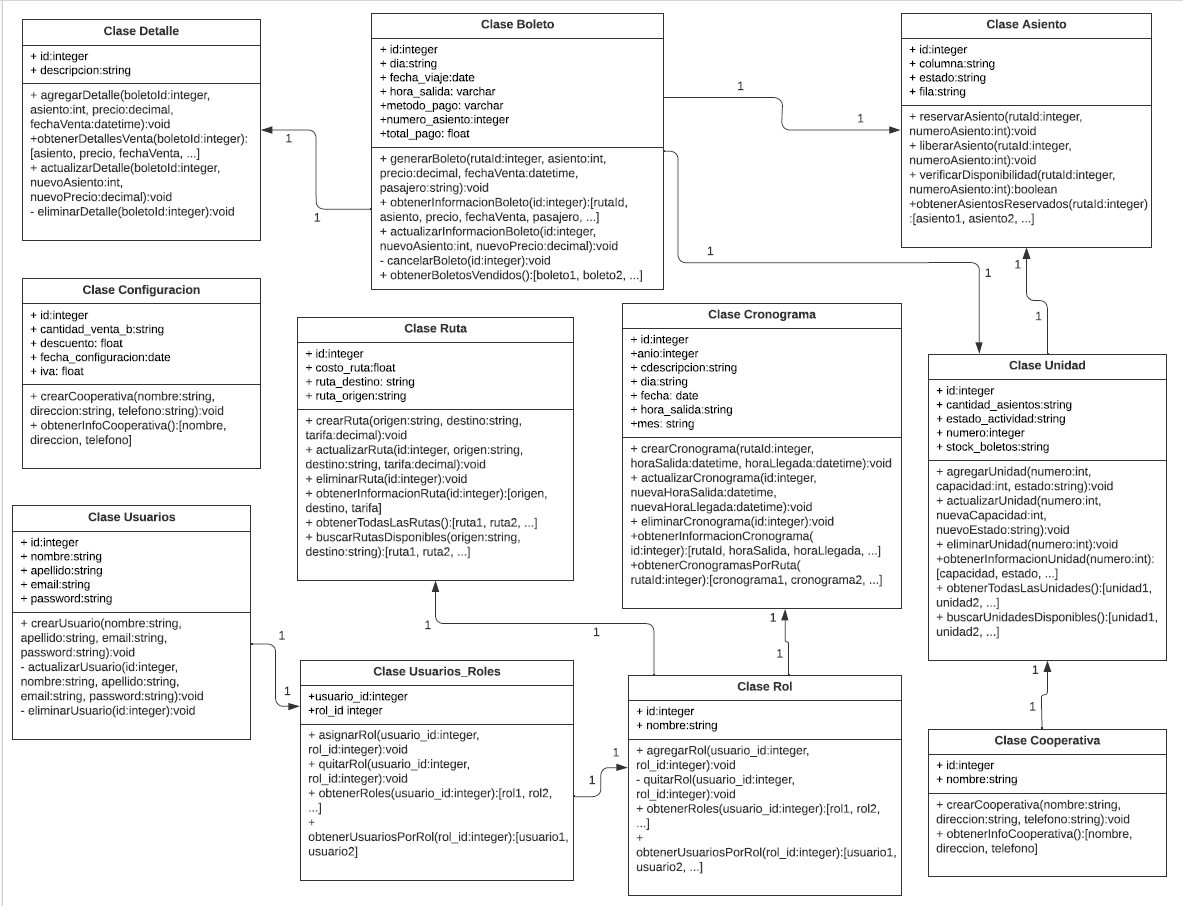 Clase Detalle
+ id:integer
+ descripcion:string
+ agregarDetalle(boletoId:integer,
asiento:int, precio:decimal,
fechaVenta:datetime):void
+obtenerDetallesVenta(boletoId:integer):
[asiento, precio, fechaVenta, ...]
+ actualizarDetalle(boletoId:integer,
nuevoAsiento:int,
nuevoPrecio:decimal):void
- eliminarDetalle(boletoId:integer):void
1
1
Clase Boleto
+ id:integer
+ dia:string
+ fecha_viaje:date
+ hora_salida: varchar
+metodo_pago: varchar
+numero_asiento:integer
+total_pago: float
+ generarBoleto(rutaId:integer, asiento:int,
precio:decimal, fechaVenta:datetime,
pasajero:string):void
+ obtenerInformacionBoleto(id:integer):[rutaId,
asiento, precio, fechaVenta, pasajero, ...]
+ actualizarInformacionBoleto(id:integer,
nuevoAsiento:int, nuevoPrecio:decimal):void
- cancelarBoleto(id:integer):void
+ obtenerBoletosVendidos():[boleto1, boleto2, ...]
1
1
1
1
Clase Asiento
+ id:integer
+ columna:string
+ estado:string
+ fila:string
+ reservarAsiento(rutaId:integer,
numeroAsiento:int):void
+ liberarAsiento(rutaId:integer,
numeroAsiento:int):void
+ verificarDisponibilidad(rutaId:integer,
numeroAsiento:int):boolean
+obtenerAsientosReservados(rutaId:integer)
:[asiento1, asiento2, ...]
1
1
Clase Configuracion
+ id:integer
+ cantidad_venta_b:string
+ descuento: float
+ fecha_configuracion:date
+ iva: float
+ crearCooperativa(nombre:string,
direccion:string, telefono:string):void
+ obtenerInfoCooperativa():[nombre,
direccion, telefono]
Clase Ruta
+ id:integer
+ costo_ruta:float
+ ruta_destino: string
+ ruta_origen:string
+ crearRuta(origen:string, destino:string,
tarifa:decimal):void
+ actualizarRuta(id:integer, origen:string,
destino:string, tarifa:decimal):void
+ eliminarRuta(id:integer):void
+ obtenerInformacionRuta(id:integer):[origen,
destino, tarifa]
+ obtenerTodasLasRutas():[ruta1, ruta2, ...]
+ buscarRutasDisponibles(origen:string,
destino:string):[ruta1, ruta2, ...]
Clase Cronograma
+ id:integer
+anio:integer
+ cdescripcion:string
+ dia:string
+ fecha: date
+ hora_salida:string
+mes: string
+ crearCronograma(rutaId:integer,
horaSalida:datetime, horaLlegada:datetime):void
+ actualizarCronograma(id:integer,
nuevaHoraSalida:datetime,
nuevaHoraLlegada:datetime):void
+ eliminarCronograma(id:integer):void
+obtenerInformacionCronograma(
id:integer):[rutaId, horaSalida, horaLlegada, ...]
+obtenerCronogramasPorRuta(
rutaId:integer):[cronograma1, cronograma2, ...]
Clase Unidad
+ id:integer
+ cantidad_asientos:string
+ estado_actividad:string
+ numero:integer
+ stock_boletos:string
+ agregarUnidad(numero:int,
capacidad:int, estado:string):void
+ actualizarUnidad(numero:int,
nuevaCapacidad:int,
nuevoEstado:string):void
+ eliminarUnidad(numero:int):void
+obtenerInformacionUnidad(numero:int):
[capacidad, estado, ...]
+ obtenerTodasLasUnidades():[unidad1,
unidad2, ...]
+ buscarUnidadesDisponibles():[unidad1,
unidad2, ...]
Clase Usuarios
+ id:integer
+ nombre:string
+ apellido:string
+ email:string
+ password:string
+ crearUsuario(nombre:string,
apellido:string, email:string,
password:string):void
- actualizarUsuario(id:integer,
nombre:string, apellido:string,
email:string, password:string):void
- eliminarUsuario(id:integer):void
1
1
1
1
1
1
Clase Usuarios_Roles
+usuario_id:integer
+rol_id integer
+ asignarRol(usuario_id:integer,
rol_id:integer):void
+ quitarRol(usuario_id:integer,
rol_id:integer):void
+ obtenerRoles(usuario_id:integer):[rol1, rol2,
...]
+
obtenerUsuariosPorRol(rol_id:integer):[usuario1,
usuario2]
1
1
Clase Rol
+ id:integer
+ nombre:string
+ agregarRol(usuario_id:integer,
rol_id:integer):void
- quitarRol(usuario_id:integer,
rol_id:integer):void
+ obtenerRoles(usuario_id:integer):[rol1, rol2,
...]
+
obtenerUsuariosPorRol(rol_id:integer):[usuario1,
usuario2, ...]
1
1
Clase Cooperativa
+ id:integer
+ nombre:string
+ crearCooperativa(nombre:string,
direccion:string, telefono:string):void
+ obtenerInfoCooperativa():[nombre,
direccion, telefono]